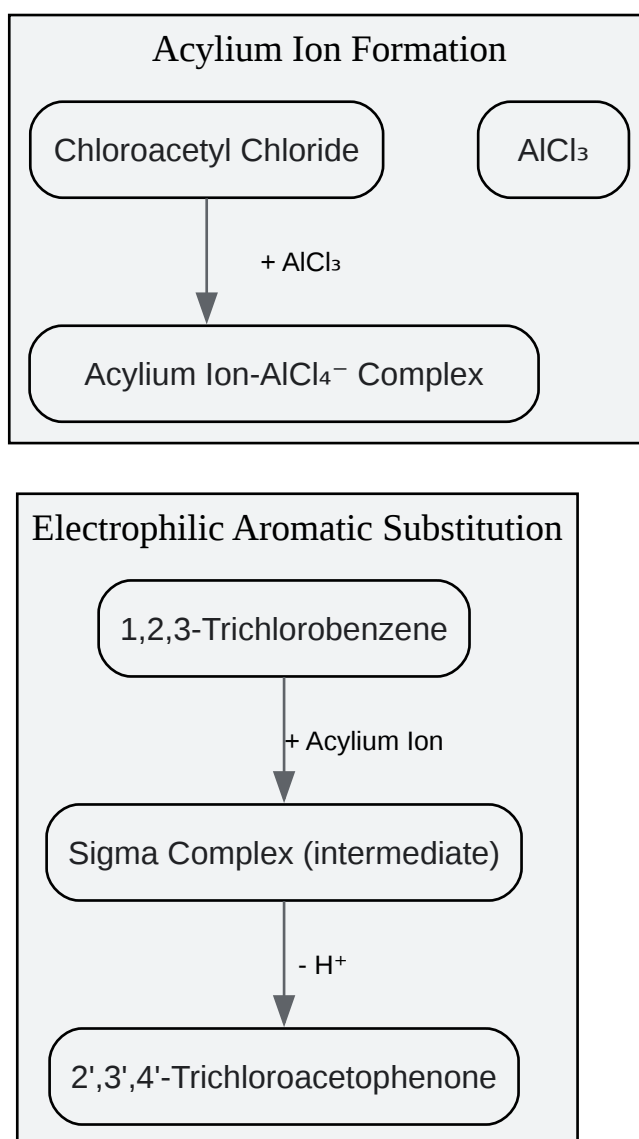 Acylium Ion Formation
Chloroacetyl Chloride
AlCl₃
+ AlCl₃
Acylium Ion-AlCl₄⁻ Complex
Electrophilic Aromatic Substitution
1,2,3-Trichlorobenzene
+ Acylium Ion
Sigma Complex (intermediate)
- H⁺
2',3',4'-Trichloroacetophenone